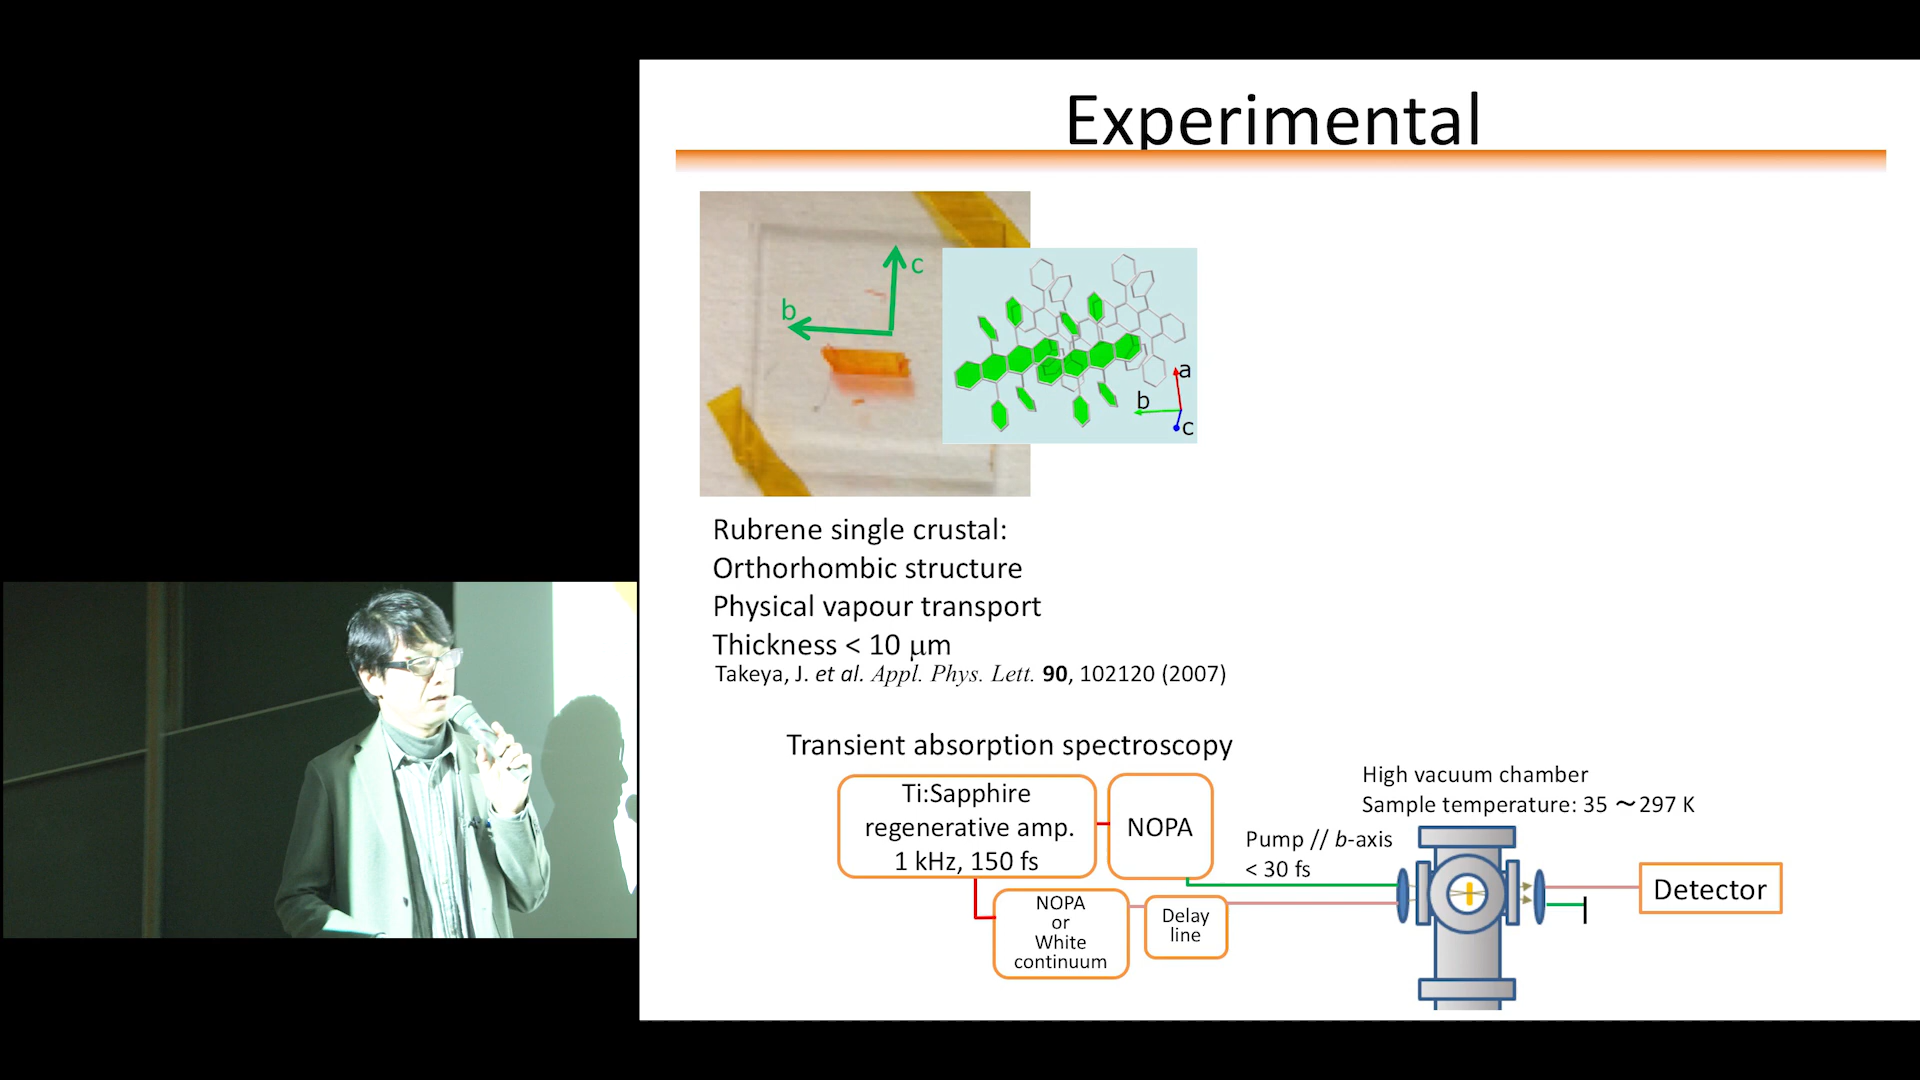 Experimental
c
b
a
b
c
Rubrene single crustal:
Orthorhombic structure
Physical vapour transport
Thickness < 10 μm
Takeya, J. et al. Appl. Phys. Lett. 90, 102120 (2007)
Transient absorption spectroscopy
Ti:Sapphire
regenerative amp.
1 kHz, 150 fs
NOPA
NOPA
or
White
continuum
Delay
line
Pump // b-axis
< 30 fs
High vacuum chamber
Sample temperature: 35 ～297 K
Detector